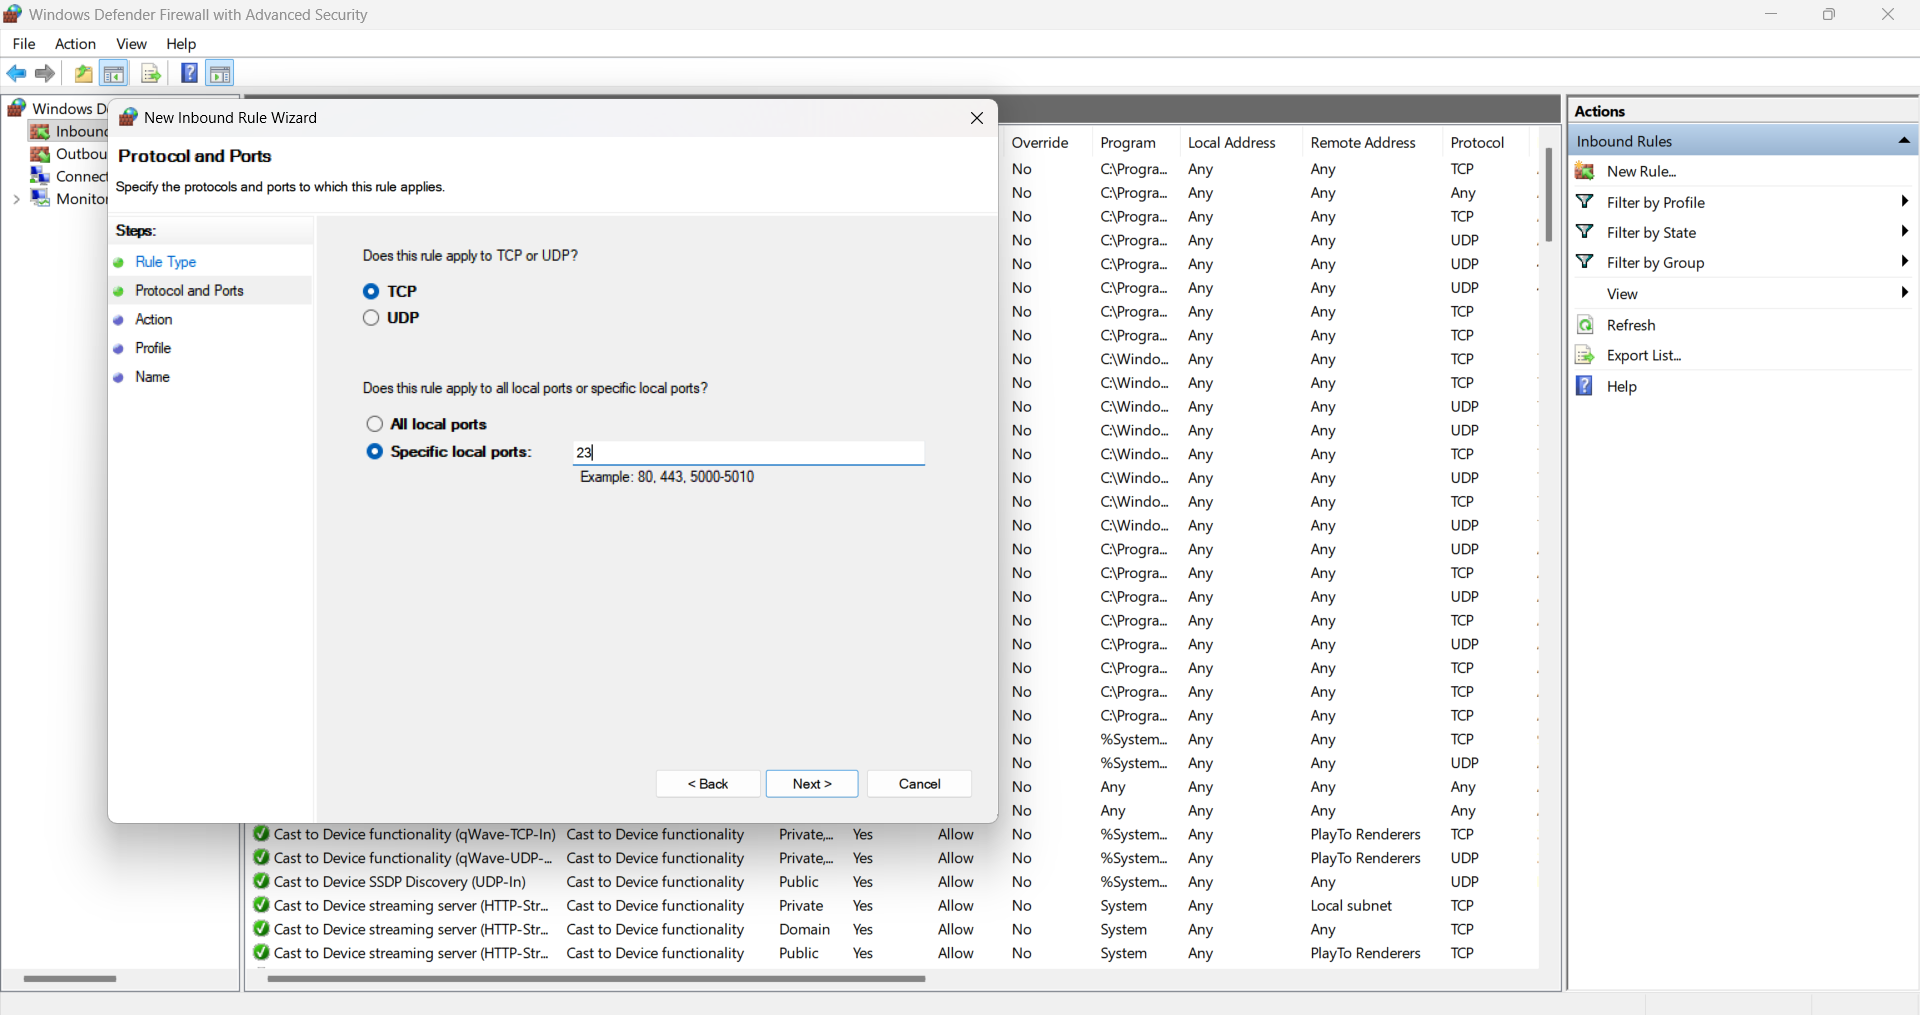 Windows Defender Firewall with Advanced Security
File Action View Help
Windows D
Inbound
Outbou
Connect
Monitor
New Inbound Rule Wizard
Protocol and Ports
Specify the protocols and ports to which this rule applies.
Steps:
Rule Type
Protocol and Ports
Action
Profile
Name
Does this rule apply to TCP or UDP?
TCP
UDP
Does this rule apply to all local ports or specific local ports?
All local ports
Specific local ports: 23
Example: 80, 443, 5000-5010
< Back Next > Cancel
Override Program Local Address Remote Address Protocol
No C:\Progra... Any Any TCP
No C:\Progra... Any Any Any
No C:\Progra... Any Any TCP
No C:\Progra... Any Any UDP
No C:\Progra... Any Any UDP
No C:\Progra... Any Any UDP
No C:\Progra... Any Any TCP
No C:\Progra... Any Any TCP
No C:\Windo... Any Any TCP
No C:\Windo... Any Any TCP
No C:\Windo... Any Any UDP
No C:\Windo... Any Any UDP
No C:\Windo... Any Any TCP
No C:\Windo... Any Any UDP
No C:\Windo... Any Any TCP
No C:\Windo... Any Any UDP
No C:\Progra... Any Any UDP
No C:\Progra... Any Any TCP
No C:\Progra... Any Any UDP
No C:\Progra... Any Any TCP
No C:\Progra... Any Any UDP
No C:\Progra... Any Any TCP
No C:\Progra... Any Any TCP
No C:\Progra... Any Any TCP
No %System... Any Any TCP
No %System... Any Any UDP
No Any Any Any Any
No Any Any Any Any
Cast to Device functionality (qWave-TCP-In) Cast to Device functionality Private,... Yes Allow No %System... Any PlayTo Renderers TCP
Cast to Device functionality (qWave-UDP-... Cast to Device functionality Private,... Yes Allow No %System... Any PlayTo Renderers UDP
Cast to Device SSDP Discovery (UDP-In) Cast to Device functionality Public Yes Allow No %System... Any Any UDP
Cast to Device streaming server (HTTP-Str... Cast to Device functionality Private Yes Allow No System Any Local subnet TCP
Cast to Device streaming server (HTTP-Str... Cast to Device functionality Domain Yes Allow No System Any Any TCP
Cast to Device streaming server (HTTP-Str... Cast to Device functionality Public Yes Allow No System Any PlayTo Renderers TCP
Actions
Inbound Rules
New Rule...
Filter by Profile
Filter by State
Filter by Group
View
Refresh
Export List...
Help